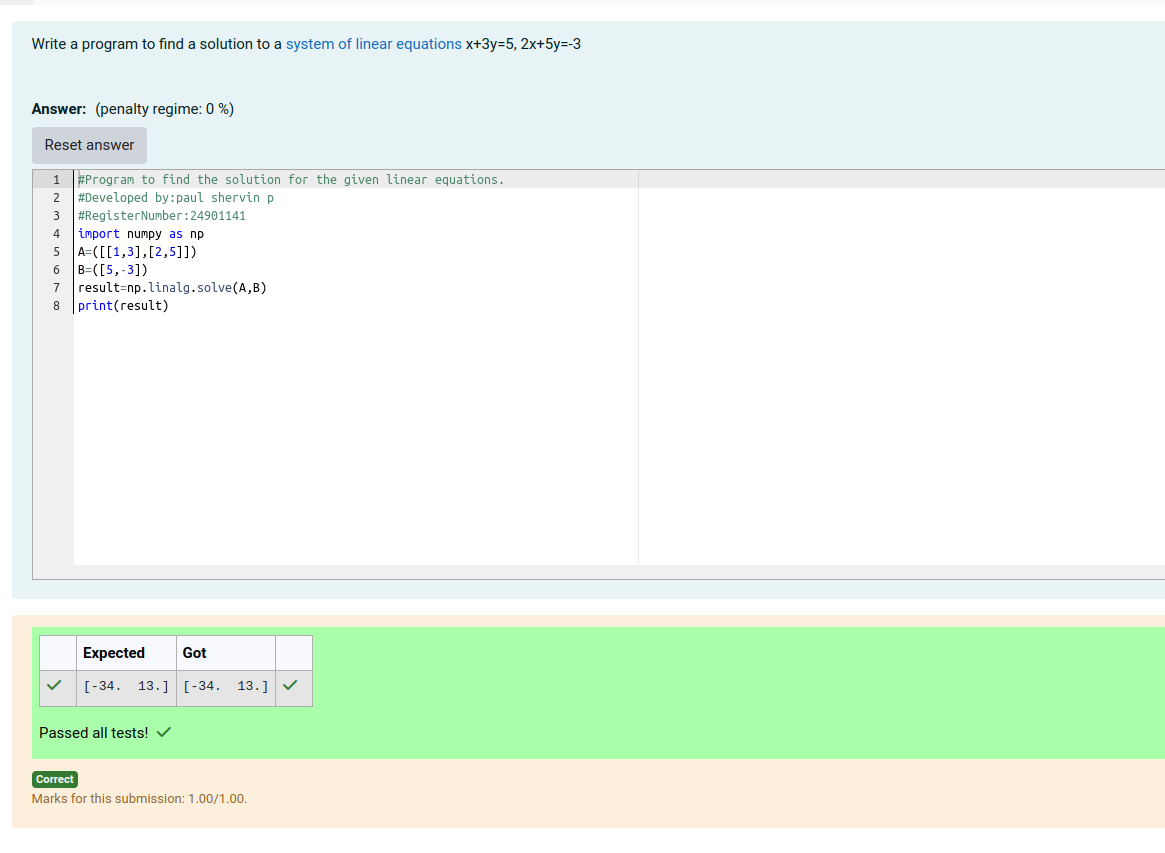 Write a program to find a solution to a system of linear equations x+3y=5, 2x+5y=-3
Answer: (penalty regime: 0 %)
Reset answer
1 #Program to find the solution for the given linear equations.
2 #Developed by:paul shervin p
3 #RegisterNumber:24901141
4 import numpy as np
5 A=([[1,3],[2,5]])
6 B=([5,-3])
7 result=np.linalg.solve(A,B)
8 print(result)
Expected Got
[-34.  13.] [-34.  13.]
Passed all tests!
Correct
Marks for this submission: 1.00/1.00.